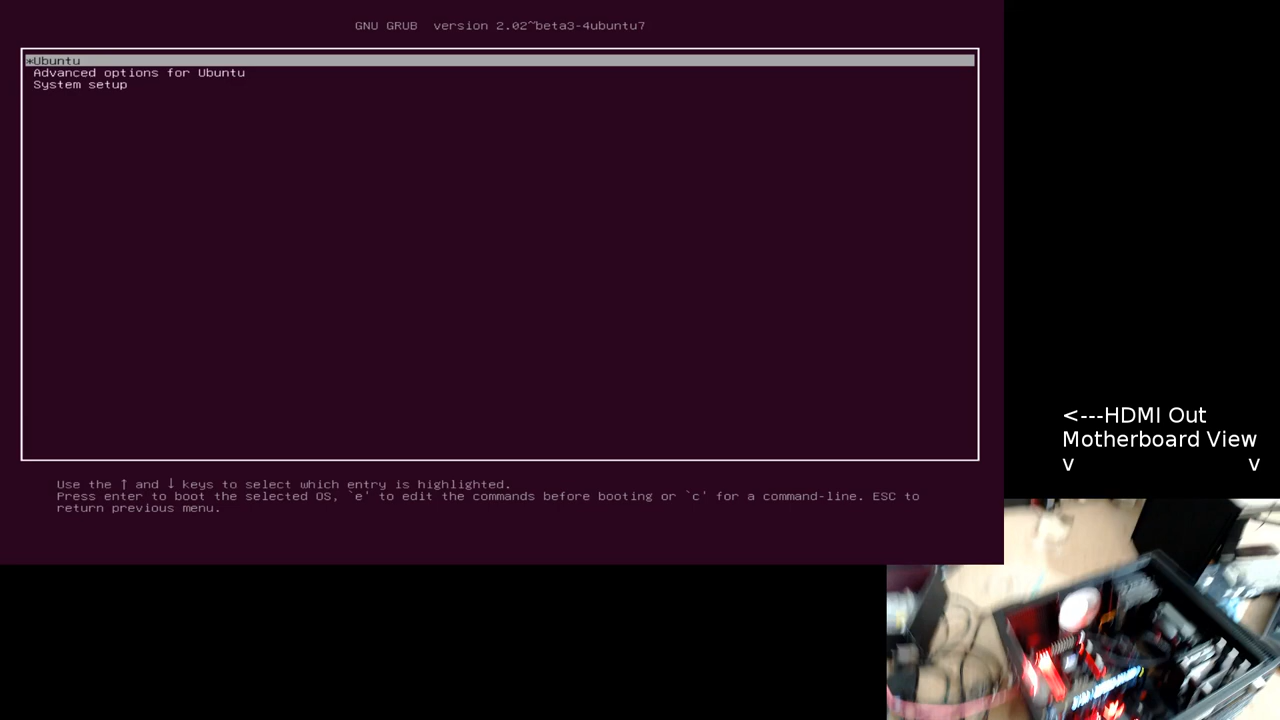 GNU GRUB  version 2.02~beta3-4ubuntu7
*Ubuntu
Advanced options for Ubuntu
System setup
Use the ↑ and ↓ keys to select which entry is highlighted.
Press enter to boot the selected OS, `e' to edit the commands before booting or `c' for a command-line. ESC to
return previous menu.
<---HDMI Out
Motherboard View
v v